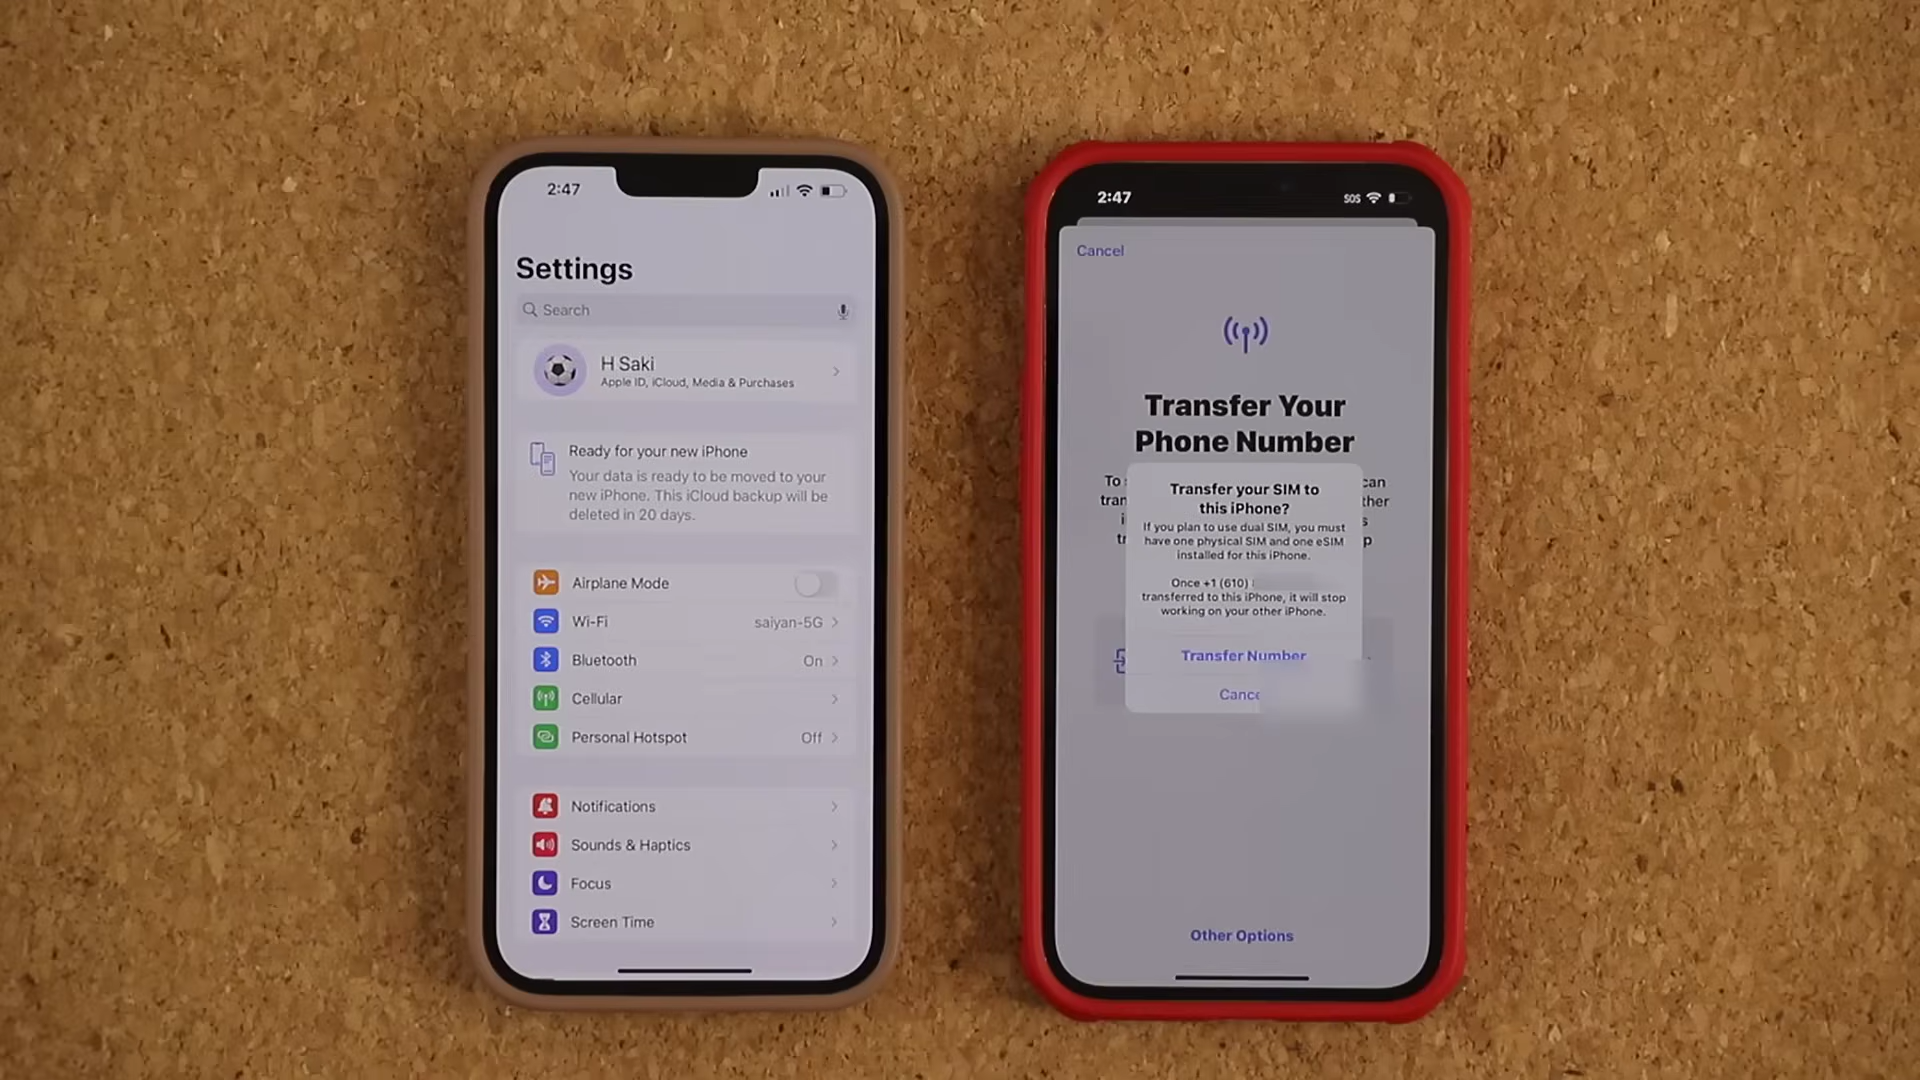 2:47
Settings
Search
H Saki
Apple ID, iCloud, Media & Purchases
Ready for your new iPhone
Your data is ready to be moved to your
new iPhone. This iCloud backup will be
deleted in 20 days.
Airplane Mode
Wi-Fi saiyan-5G
Bluetooth On
Cellular
Personal Hotspot Off
Notifications
Sounds & Haptics
Focus
Screen Time
2:47 SOS
Cancel
Transfer Your
Phone Number
To can
Transfer your SIM to
this iPhone?
If you plan to use dual SIM, you must
have one physical SIM and one eSIM
installed for this iPhone.
Once +1 (610)
transferred to this iPhone, it will stop
working on your other iPhone.
Transfer Number
Other Options